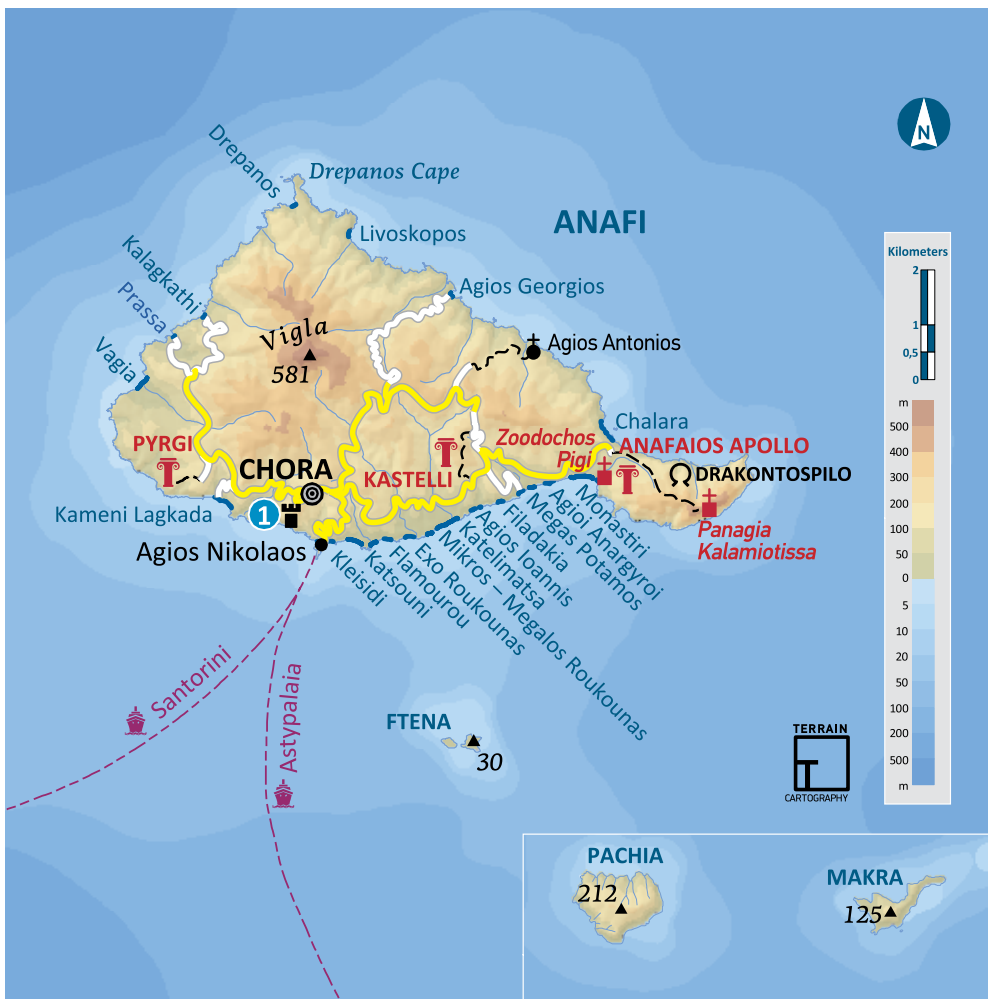 N
Drepanos
Drepanos Cape
ANAFI
Livoskopos
Kalagkathi
Prassa
Vagia
Agios Georgios
Vigla
581
Agios Antonios
Chalara
PYRGI
CHORA
KASTELLI
Zoodochos
Pigi
ANAFAIOS APOLLO
DRAKONTOSPILO
Panagia
Kalamiotissa
Kameni Lagkada
1
Agios Nikolaos
Kleisidi
Katsouni
Flamourou
Exo Roukounas
Mikros – Megalos Roukounas
Katelimatsa
Agios Ioannis
Filadakia
Megas Potamos
Agioi Anargyroi
Monastiri
Santorini
Astypalaia
FTENA
30
Kilometers
2
1
0,5
0
m
500
400
300
200
100
50
0
5
10
20
50
100
200
500
m
TERRAIN
T
CARTOGRAPHY
PACHIA
212
MAKRA
125